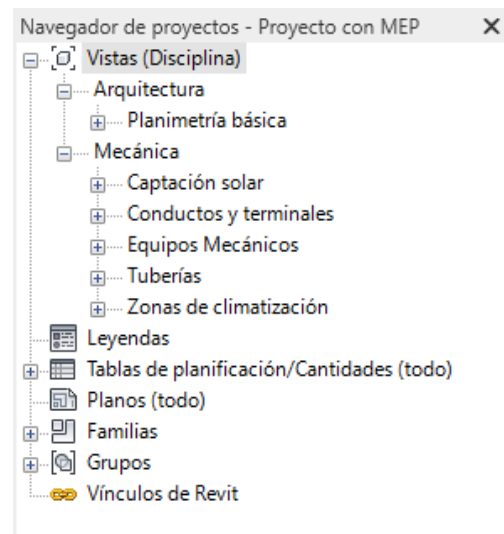 Navegador de proyectos - Proyecto con MEP
Vistas (Disciplina)
Arquitectura
Planimetría básica
Mecánica
Captación solar
Conductos y terminales
Equipos Mecánicos
Tuberías
Zonas de climatización
Leyendas
Tablas de planificación/Cantidades (todo)
Planos (todo)
Familias
Grupos
Vínculos de Revit